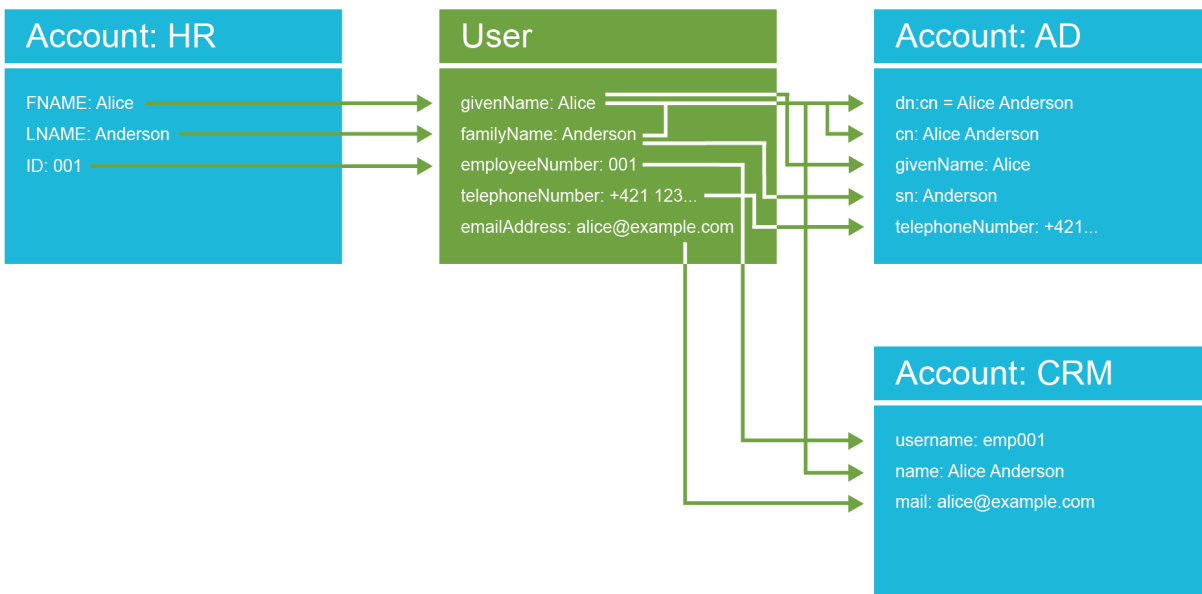 Account: HR
FNAME: Alice
LNAME: Anderson
ID: 001
User
givenName: Alice
familyName: Anderson
employeeNumber: 001
telephoneNumber: +421 123...
emailAddress: alice@example.com
Account: AD
dn:cn = Alice Anderson
cn: Alice Anderson
givenName: Alice
sn: Anderson
telephoneNumber: +421...
Account: CRM
username: emp001
name: Alice Anderson
mail: alice@example.com